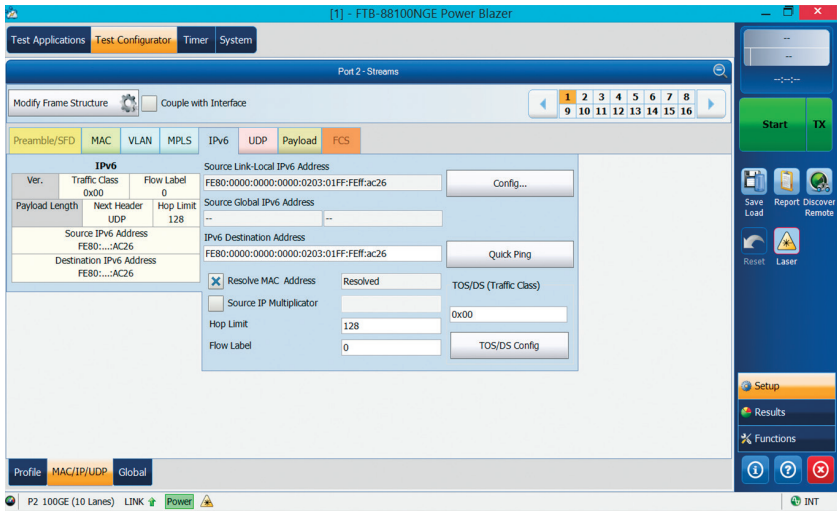 [1] - FTB-88100NGE Power Blazer
Test Applications Test Configurator Timer System
Port 2 - Streams
Modify Frame Structure Couple with Interface
1 2 3 4 5 6 7 8
9 10 11 12 13 14 15 16
Preamble/SFD MAC VLAN MPLS IPv6 UDP Payload FCS
IPv6
Ver. Traffic Class Flow Label
0x00 0
Payload Length Next Header Hop Limit
UDP 128
Source IPv6 Address
FE80:...:AC26
Destination IPv6 Address
FE80:...:AC26
Source Link-Local IPv6 Address
FE80:0000:0000:0000:0203:01FF:FEff:ac26
Config...
Source Global IPv6 Address
-- --
IPv6 Destination Address
FE80:0000:0000:0000:0203:01FF:FEff:ac26
Quick Ping
Resolve MAC Address Resolved
TOS/DS (Traffic Class)
Source IP Multiplicator
0x00
Hop Limit 128
Flow Label 0
TOS/DS Config
Profile MAC/IP/UDP Global
P2 100GE (10 Lanes) LINK Power
--
--
--:--:--
Start TX
Save Load
Report
Discover Remote
Reset
Laser
Setup
Results
Functions
INT